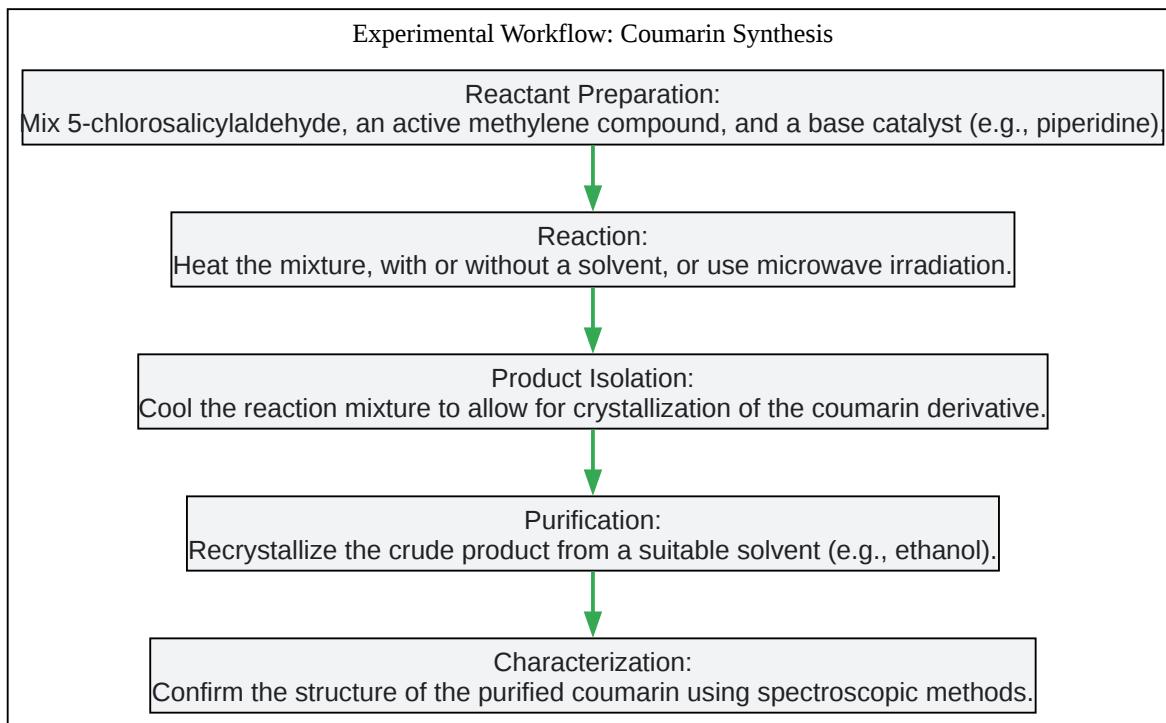 Experimental Workflow: Coumarin Synthesis
Reactant Preparation:
Mix 5-chlorosalicylaldehyde, an active methylene compound, and a base catalyst (e.g., piperidine).
Reaction:
Heat the mixture, with or without a solvent, or use microwave irradiation.
Product Isolation:
Cool the reaction mixture to allow for crystallization of the coumarin derivative.
Purification:
Recrystallize the crude product from a suitable solvent (e.g., ethanol).
Characterization:
Confirm the structure of the purified coumarin using spectroscopic methods.